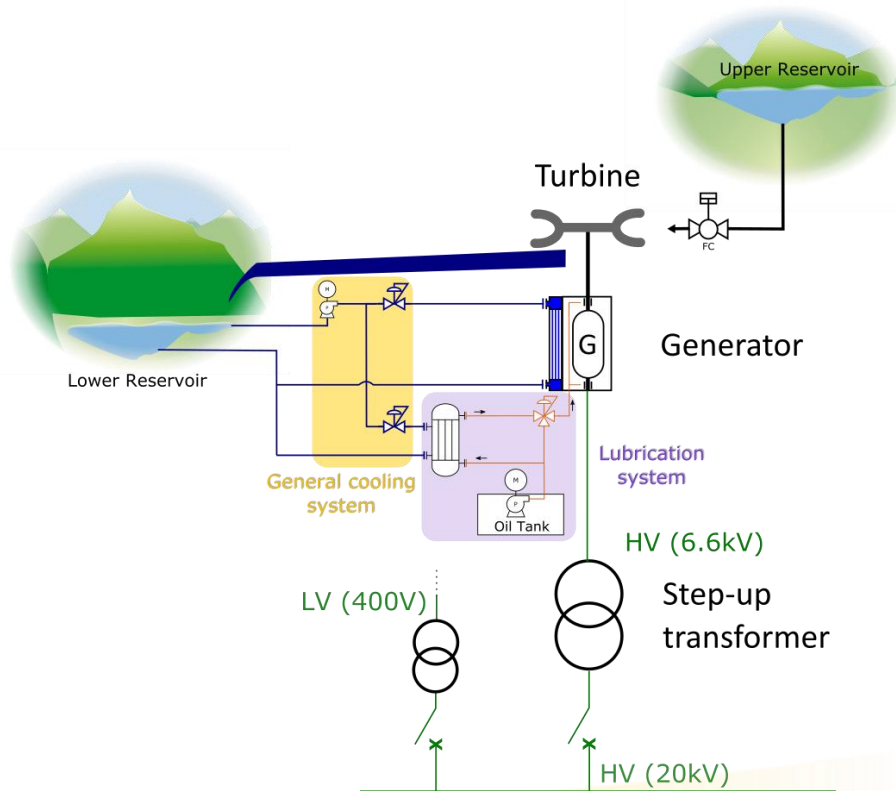 Upper Reservoir
Turbine
FC
M
P
G
Generator
Lower Reservoir
General cooling
system
Lubrication
system
M
P
Oil Tank
HV (6.6kV)
LV (400V)
Step-up
transformer
HV (20kV)